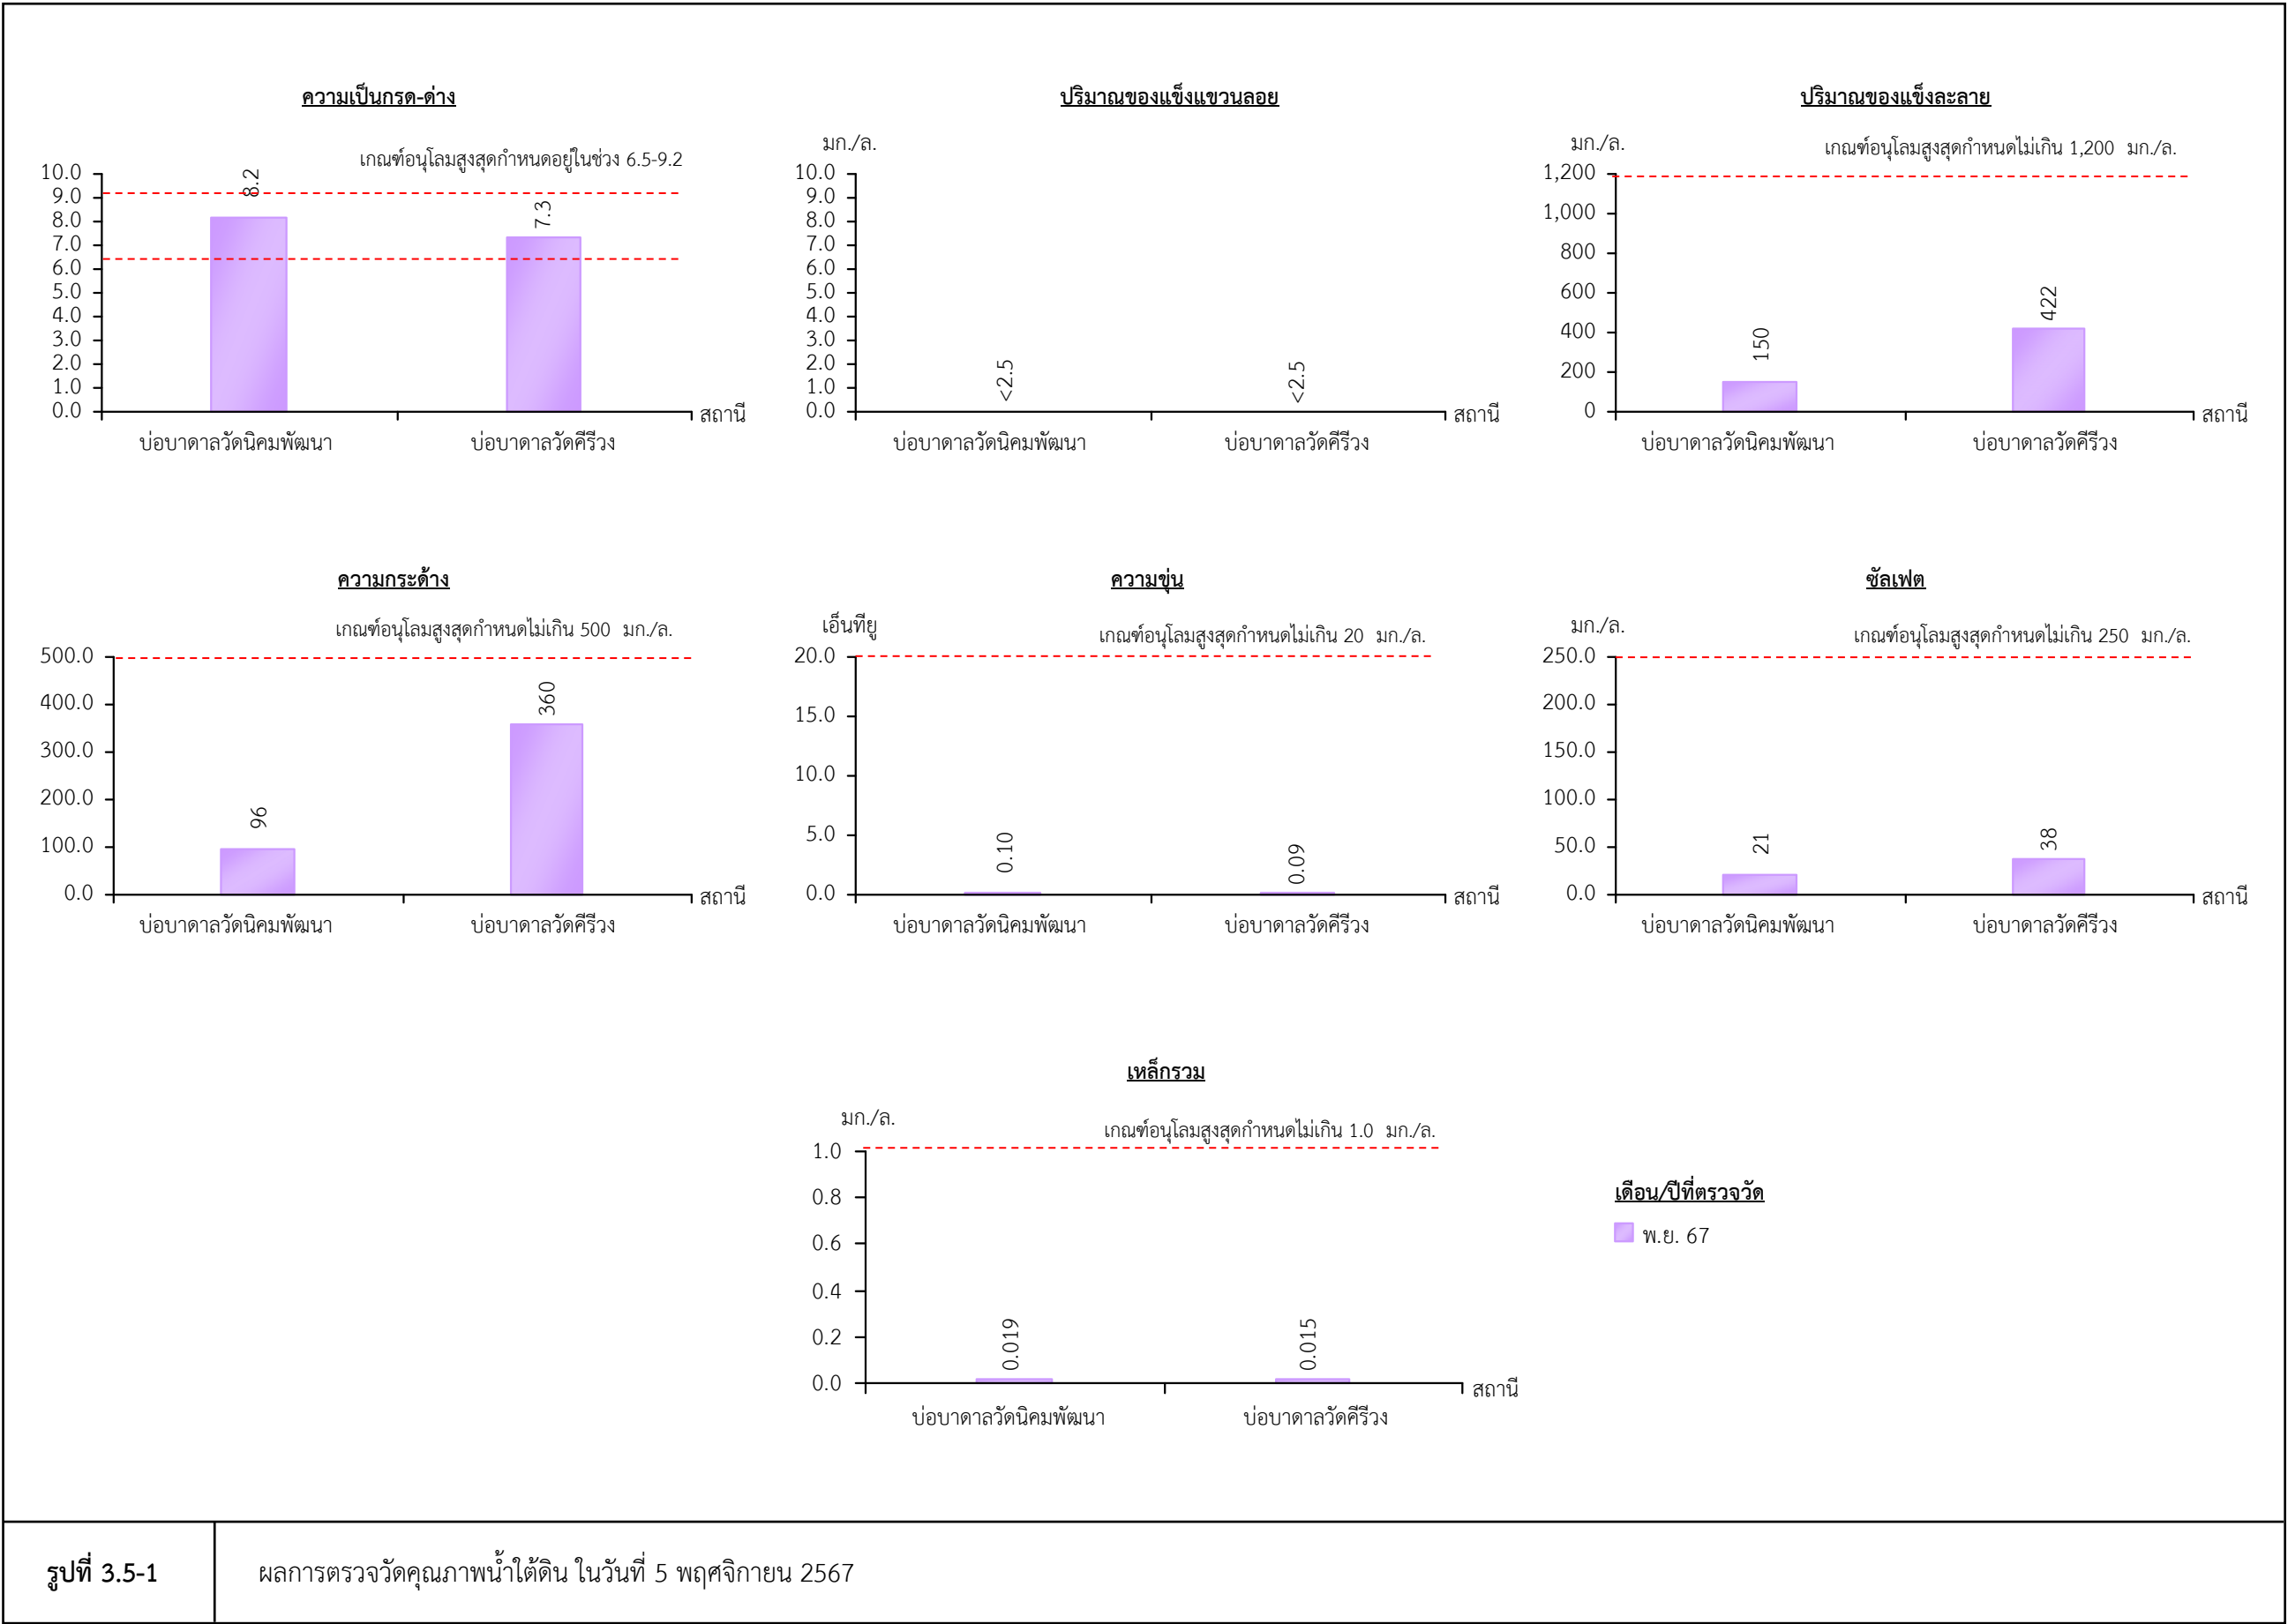 ความเป็นกรด-ด่าง
เกณฑ์อนุโลมสูงสุดกำหนดอยู่ในช่วง 6.5-9.2
10.0
9.0
8.0
7.0
6.0
5.0
4.0
3.0
2.0
1.0
0.0
8.2
7.3
สถานี
บ่อบาดาลวัดนิคมพัฒนา บ่อบาดาลวัดคีรีวง
ปริมาณของแข็งแขวนลอย
มก./ล.
10.0
9.0
8.0
7.0
6.0
5.0
4.0
3.0
2.0
1.0
0.0
<2.5
<2.5
สถานี
บ่อบาดาลวัดนิคมพัฒนา บ่อบาดาลวัดคีรีวง
ปริมาณของแข็งละลาย
มก./ล.
เกณฑ์อนุโลมสูงสุดกำหนดไม่เกิน 1,200 มก./ล.
1,200
1,000
800
600
400
200
0
150
422
สถานี
บ่อบาดาลวัดนิคมพัฒนา บ่อบาดาลวัดคีรีวง
ความกระด้าง
เกณฑ์อนุโลมสูงสุดกำหนดไม่เกิน 500 มก./ล.
500.0
400.0
300.0
200.0
100.0
0.0
96
360
สถานี
บ่อบาดาลวัดนิคมพัฒนา บ่อบาดาลวัดคีรีวง
ความขุ่น
เอ็นทียู
เกณฑ์อนุโลมสูงสุดกำหนดไม่เกิน 20 มก./ล.
20.0
15.0
10.0
5.0
0.0
0.10
0.09
สถานี
บ่อบาดาลวัดนิคมพัฒนา บ่อบาดาลวัดคีรีวง
ซัลเฟต
มก./ล.
เกณฑ์อนุโลมสูงสุดกำหนดไม่เกิน 250 มก./ล.
250.0
200.0
150.0
100.0
50.0
0.0
21
38
สถานี
บ่อบาดาลวัดนิคมพัฒนา บ่อบาดาลวัดคีรีวง
เหล็กรวม
มก./ล.
เกณฑ์อนุโลมสูงสุดกำหนดไม่เกิน 1.0 มก./ล.
1.0
0.8
0.6
0.4
0.2
0.0
0.019
0.015
สถานี
บ่อบาดาลวัดนิคมพัฒนา บ่อบาดาลวัดคีรีวง
เดือน/ปีที่ตรวจวัด
พ.ย. 67
รูปที่ 3.5-1 ผลการตรวจวัดคุณภาพน้ำใต้ดิน ในวันที่ 5 พฤศจิกายน 2567